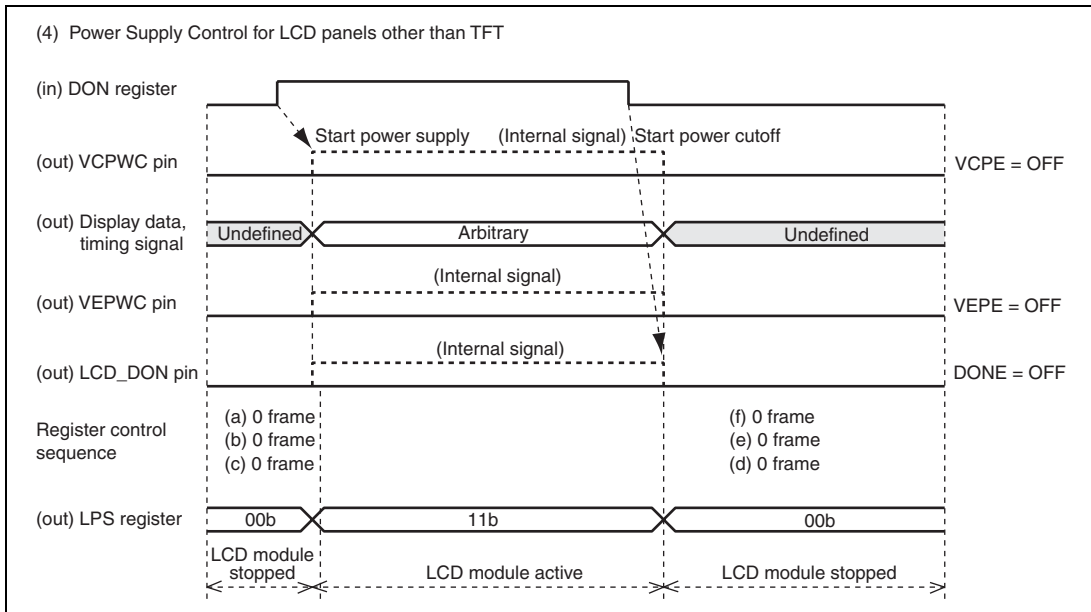 (4) Power Supply Control for LCD panels other than TFT
(in) DON register
Start power supply
(Internal signal)
Start power cutoff
(out) VCPWC pin
VCPE = OFF
(out) Display data,
timing signal
Undefined
Arbitrary
Undefined
(Internal signal)
(out) VEPWC pin
VEPE = OFF
(Internal signal)
(out) LCD_DON pin
DONE = OFF
Register control
sequence
(a) 0 frame
(b) 0 frame
(c) 0 frame
(f) 0 frame
(e) 0 frame
(d) 0 frame
(out) LPS register
00b
11b
00b
LCD module
stopped
LCD module active
LCD module stopped